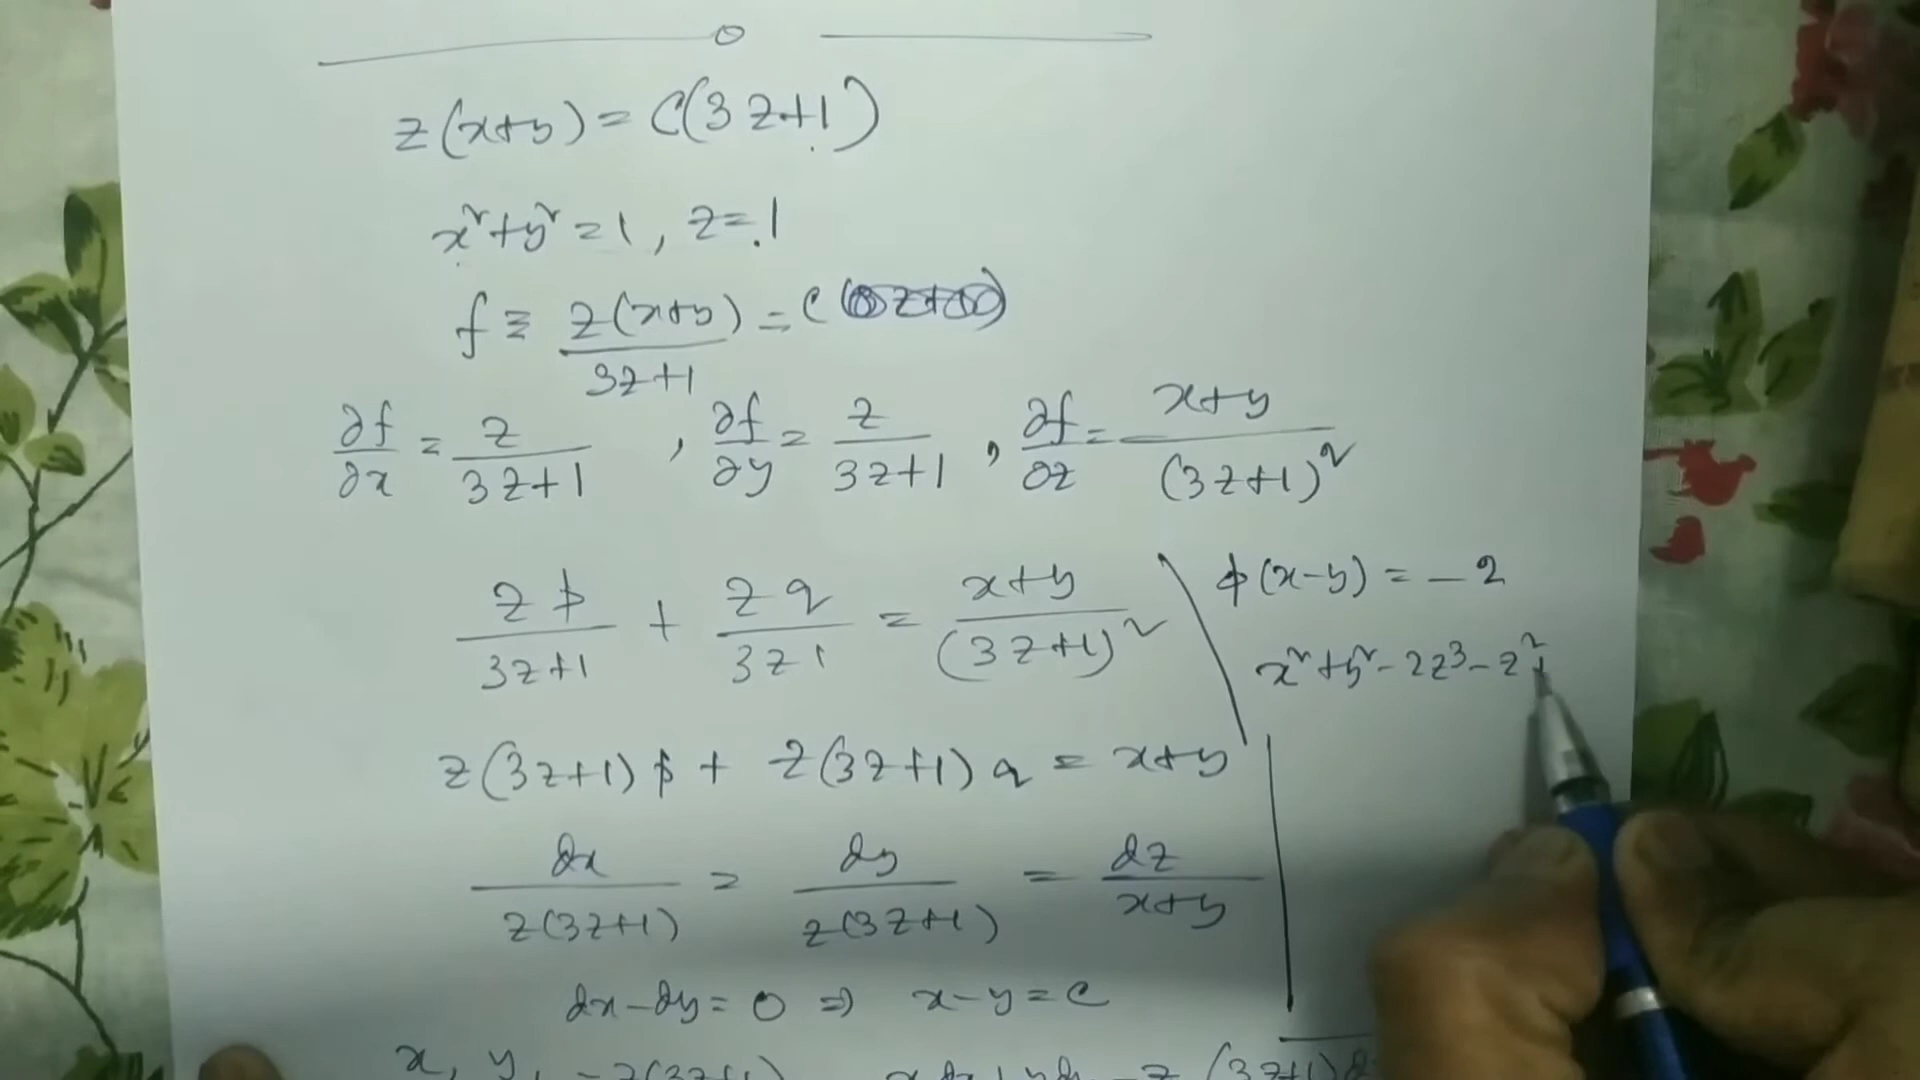 z(x+y) = C(3z+1)
x²+y² = 1, z = 1
f ≡ z(x+y)/3z+1 = C
∂f/∂x = z/3z+1, ∂f/∂y = z/3z+1, ∂f/∂z = x+y/(3z+1)²
zp/3z+1 + zq/3z1 = x+y/(3z+1)²
z(3z+1)p + z(3z+1)q = x+y
dx/z(3z+1) = dy/z(3z+1) = dz/x+y
dx-dy = 0 ⇒ x-y = c
x, y, -z(3z+1)
ϕ(x-y) = -2
x²+y²-2z³-z²